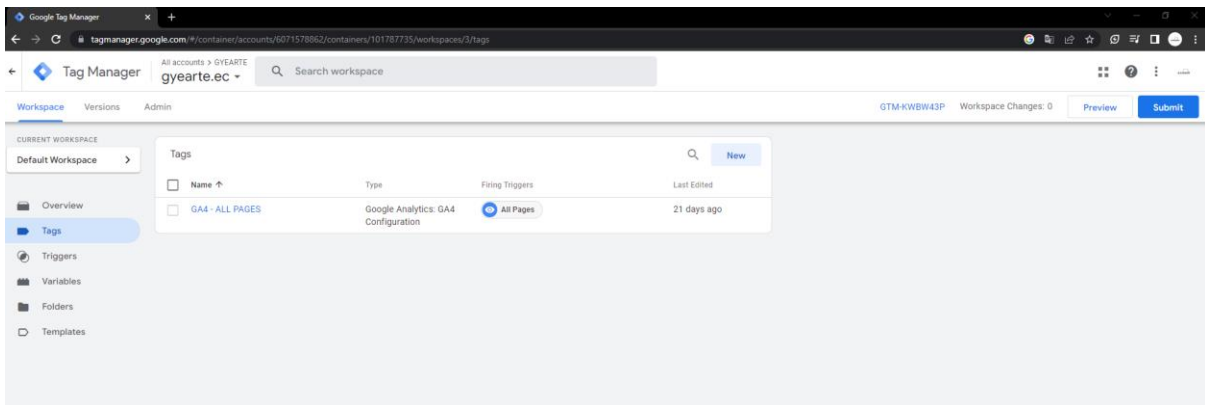 Google Tag Manager
tagmanager.google.com/#/container/accounts/6071578862/containers/101787735/workspaces/3/tags
Tag Manager
All accounts > GYEARTE
gyearte.ec
Search workspace
Workspace Versions Admin
GTM-KWBW43P Workspace Changes: 0 Preview Submit
CURRENT WORKSPACE
Default Workspace
Overview
Tags
Triggers
Variables
Folders
Templates
Tags
New
Name Type Firing Triggers Last Edited
GA4 - ALL PAGES Google Analytics: GA4 Configuration All Pages 21 days ago